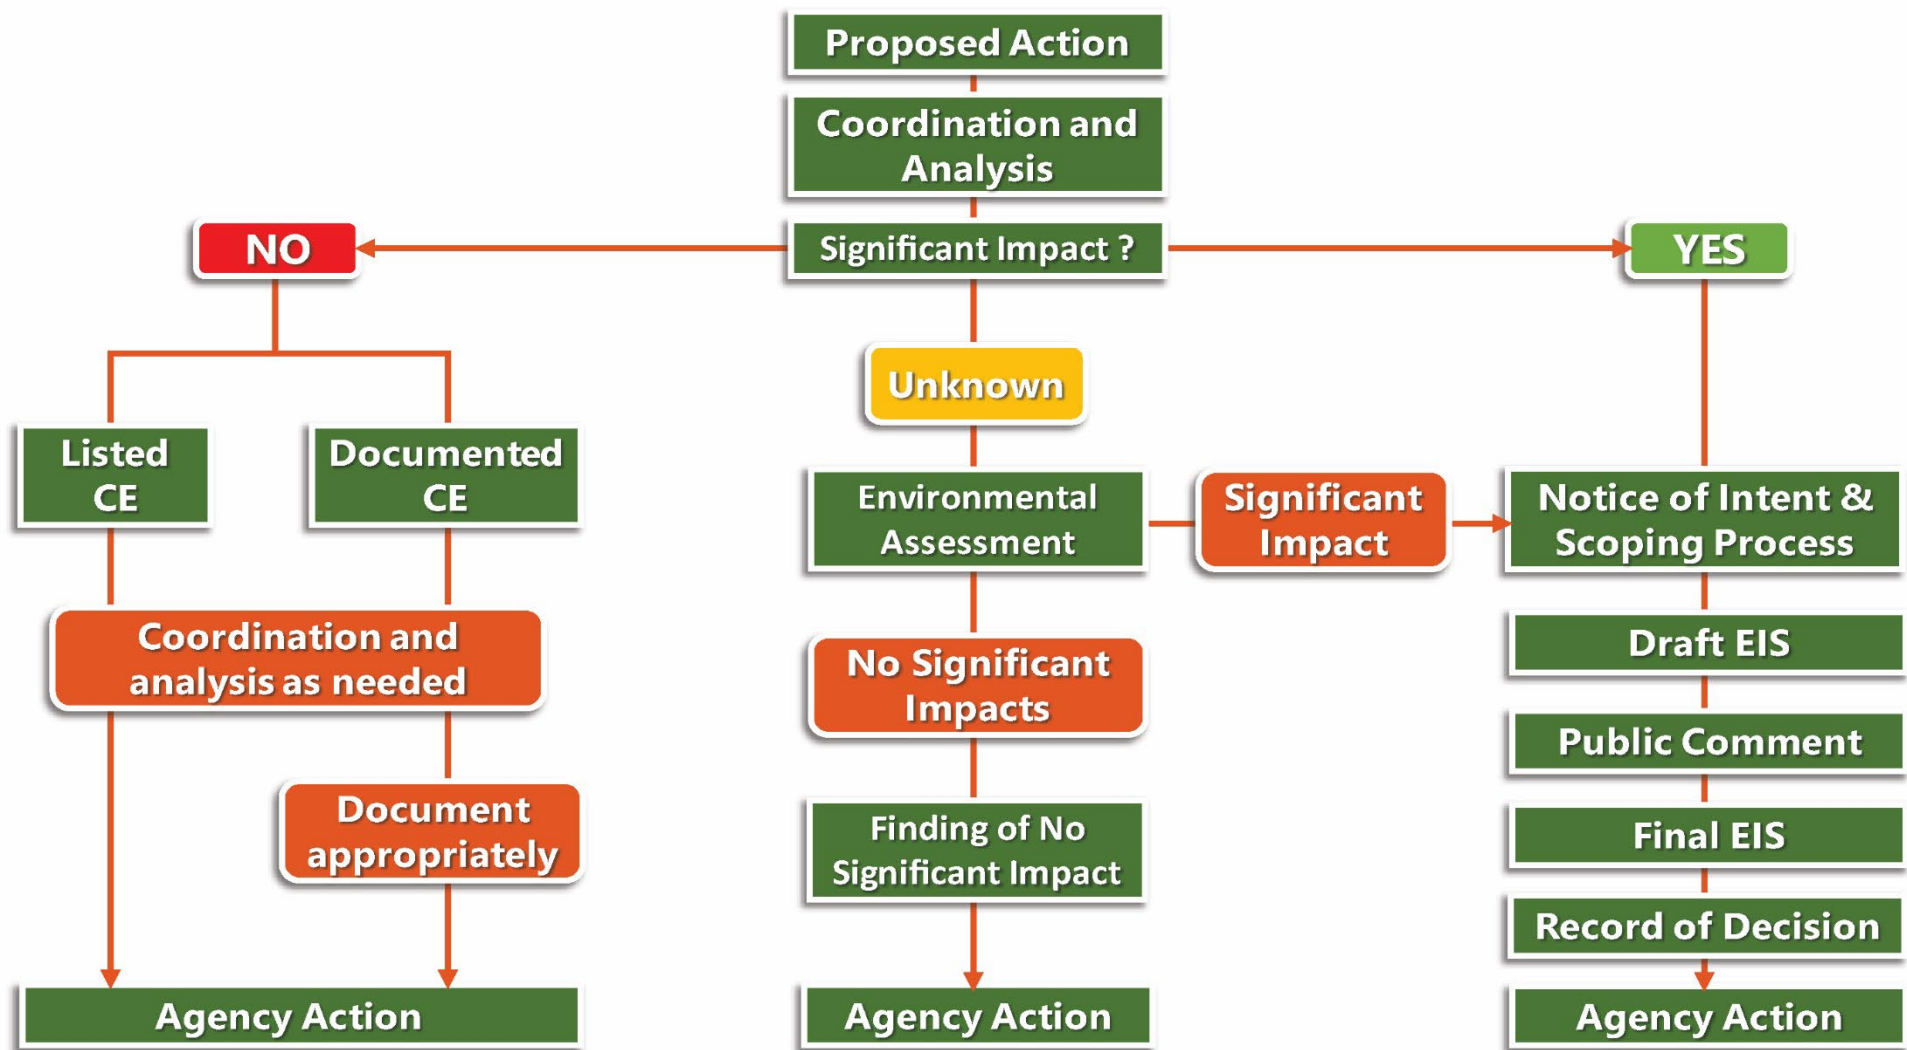 Proposed Action
Coordination and
Analysis
NO
Significant Impact ?
YES
Unknown
Listed
CE
Documented
CE
Environmental
Assessment
Significant
Impact
Notice of Intent &
Scoping Process
Coordination and
analysis as needed
No Significant
Impacts
Draft EIS
Public Comment
Document
appropriately
Finding of No
Significant Impact
Final EIS
Record of Decision
Agency Action
Agency Action
Agency Action